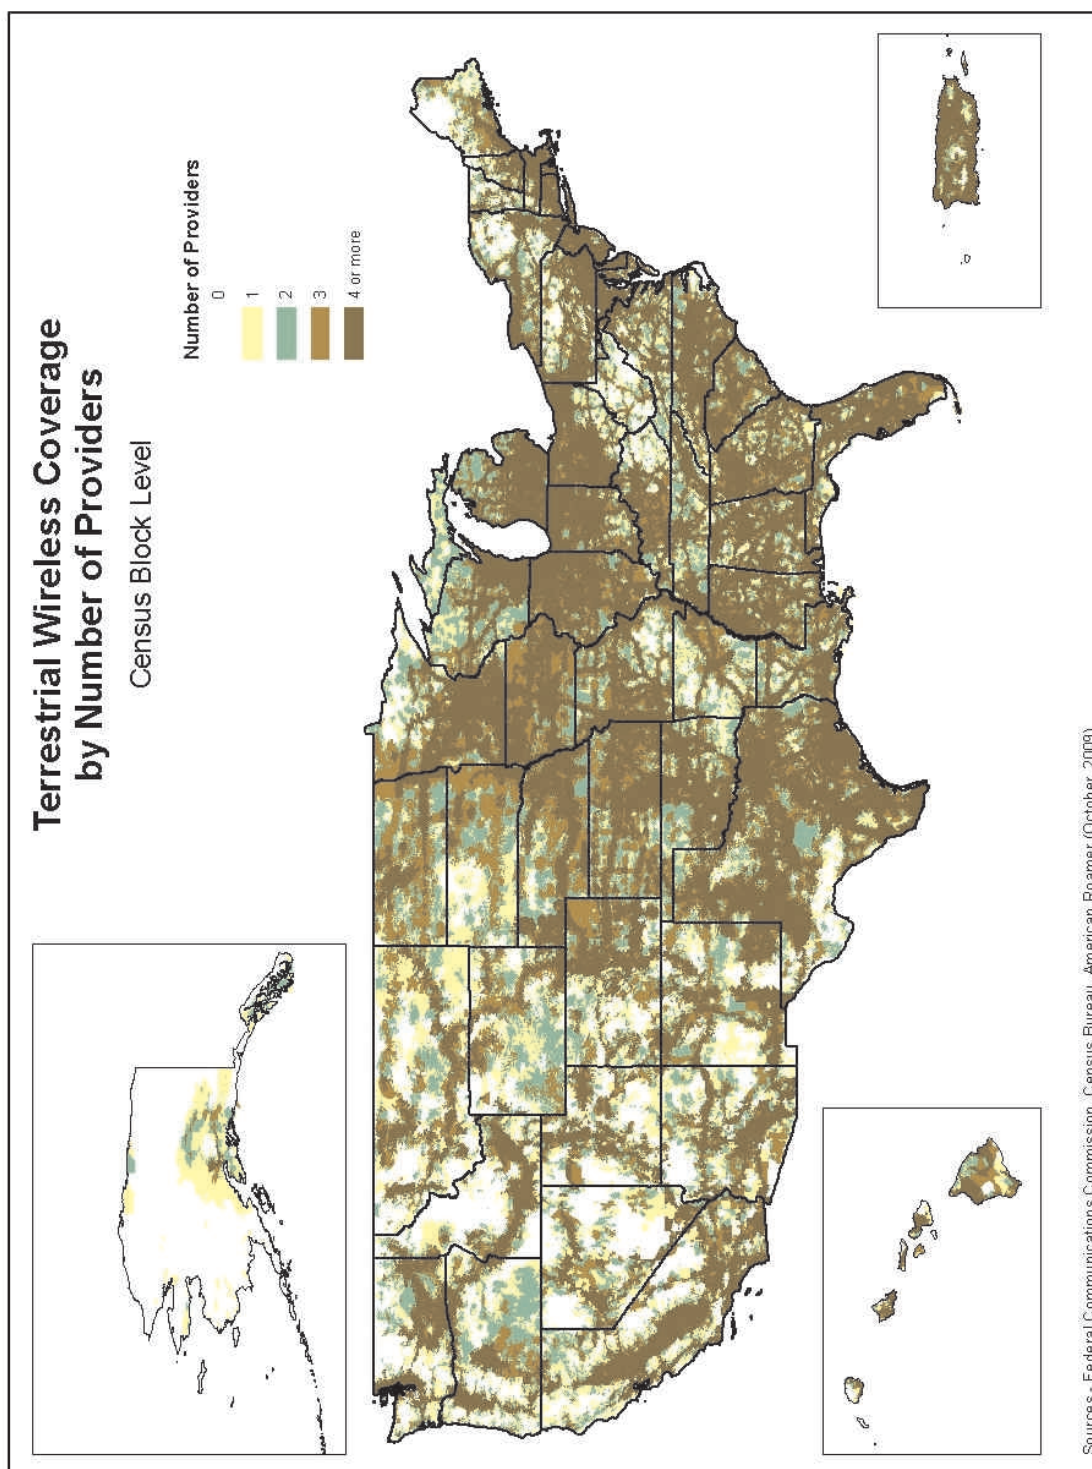 Terrestrial Wireless Coverage
by Number of Providers
Census Block Level
Number of Providers
0
1
2
3
4 or more
Sources - Federal Communications Commission, Census Bureau, American Roamer (October, 2009)